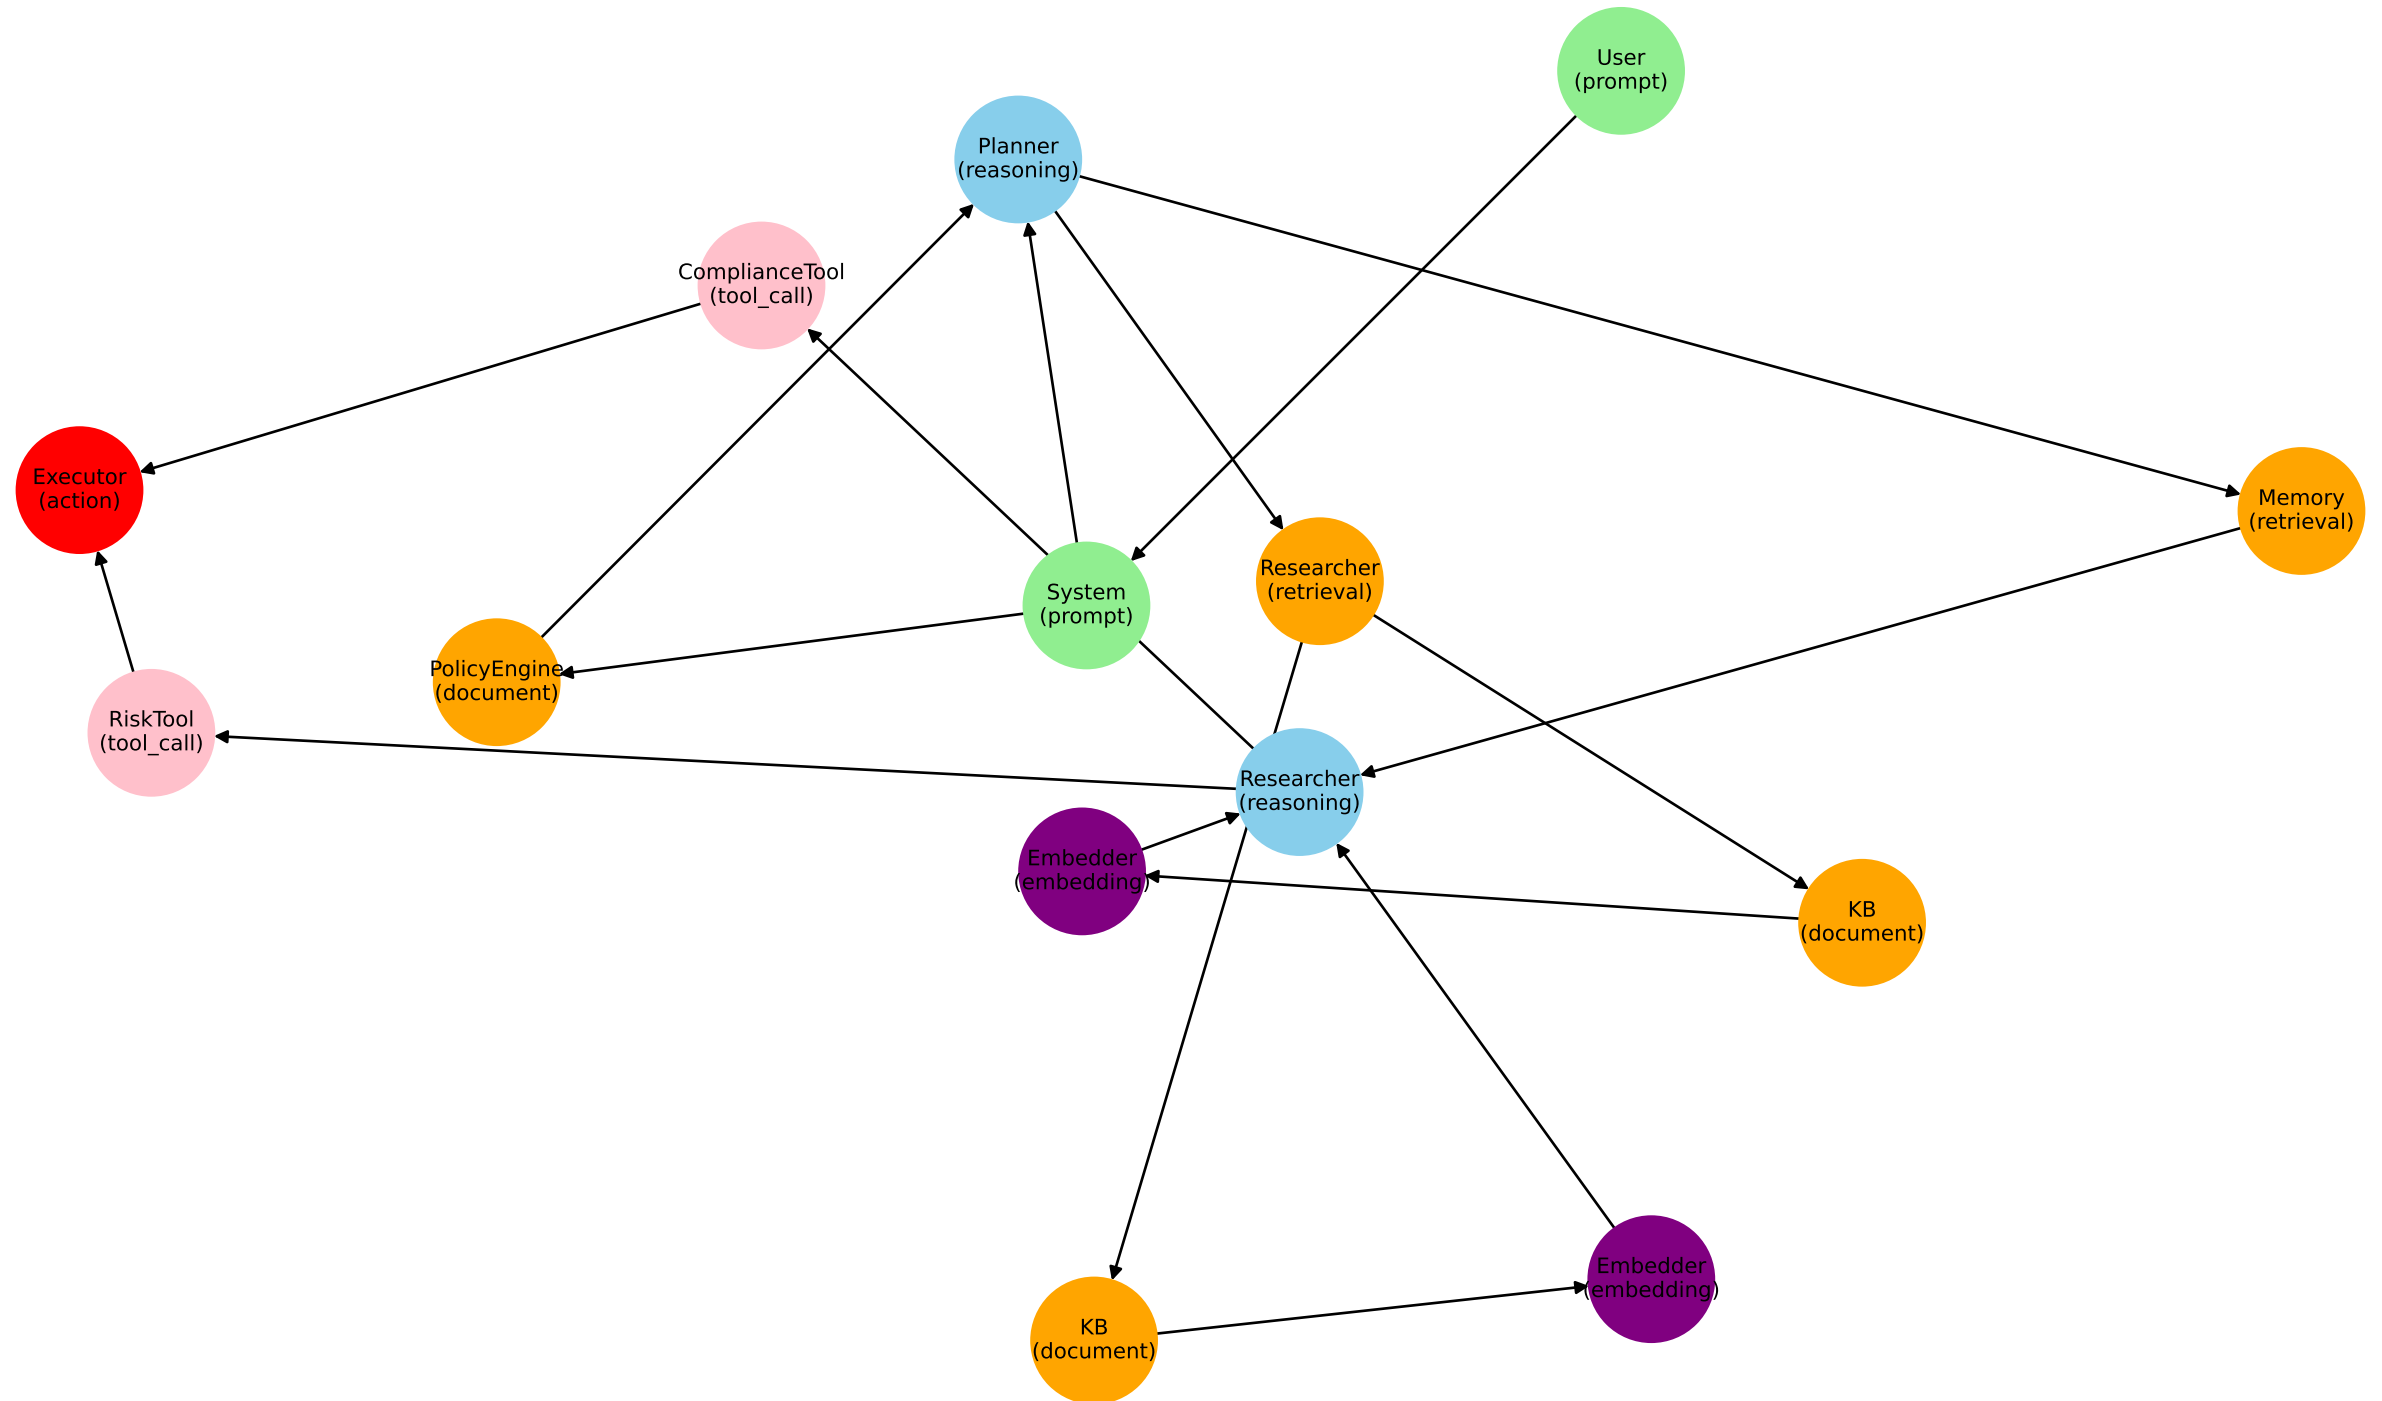 User
(prompt)
Planner
(reasoning)
ComplianceTool
(tool_call)
Executor
(action)
Memory
(retrieval)
Researcher
(retrieval)
System
(prompt)
PolicyEngine
(document)
RiskTool
(tool_call)
Researcher
(reasoning)
Embedder
(embedding)
KB
(document)
Embedder
(embedding)
KB
(document)